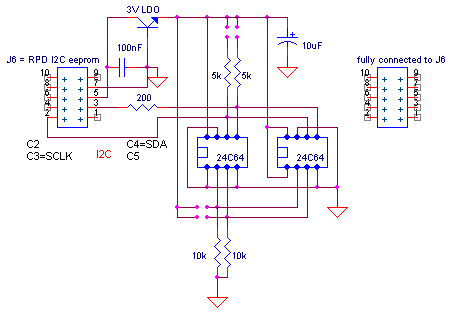 3V LDO
J6 = RPD I2C eeprom
100nF
10uF
5k
5k
fully connected to J6
10
8
6
4
2
9
7
5
3
1
10
8
6
4
2
9
7
5
3
1
200
C2
C3=SCLK
I2C
C4=SDA
C5
24C64
24C64
10k
10k